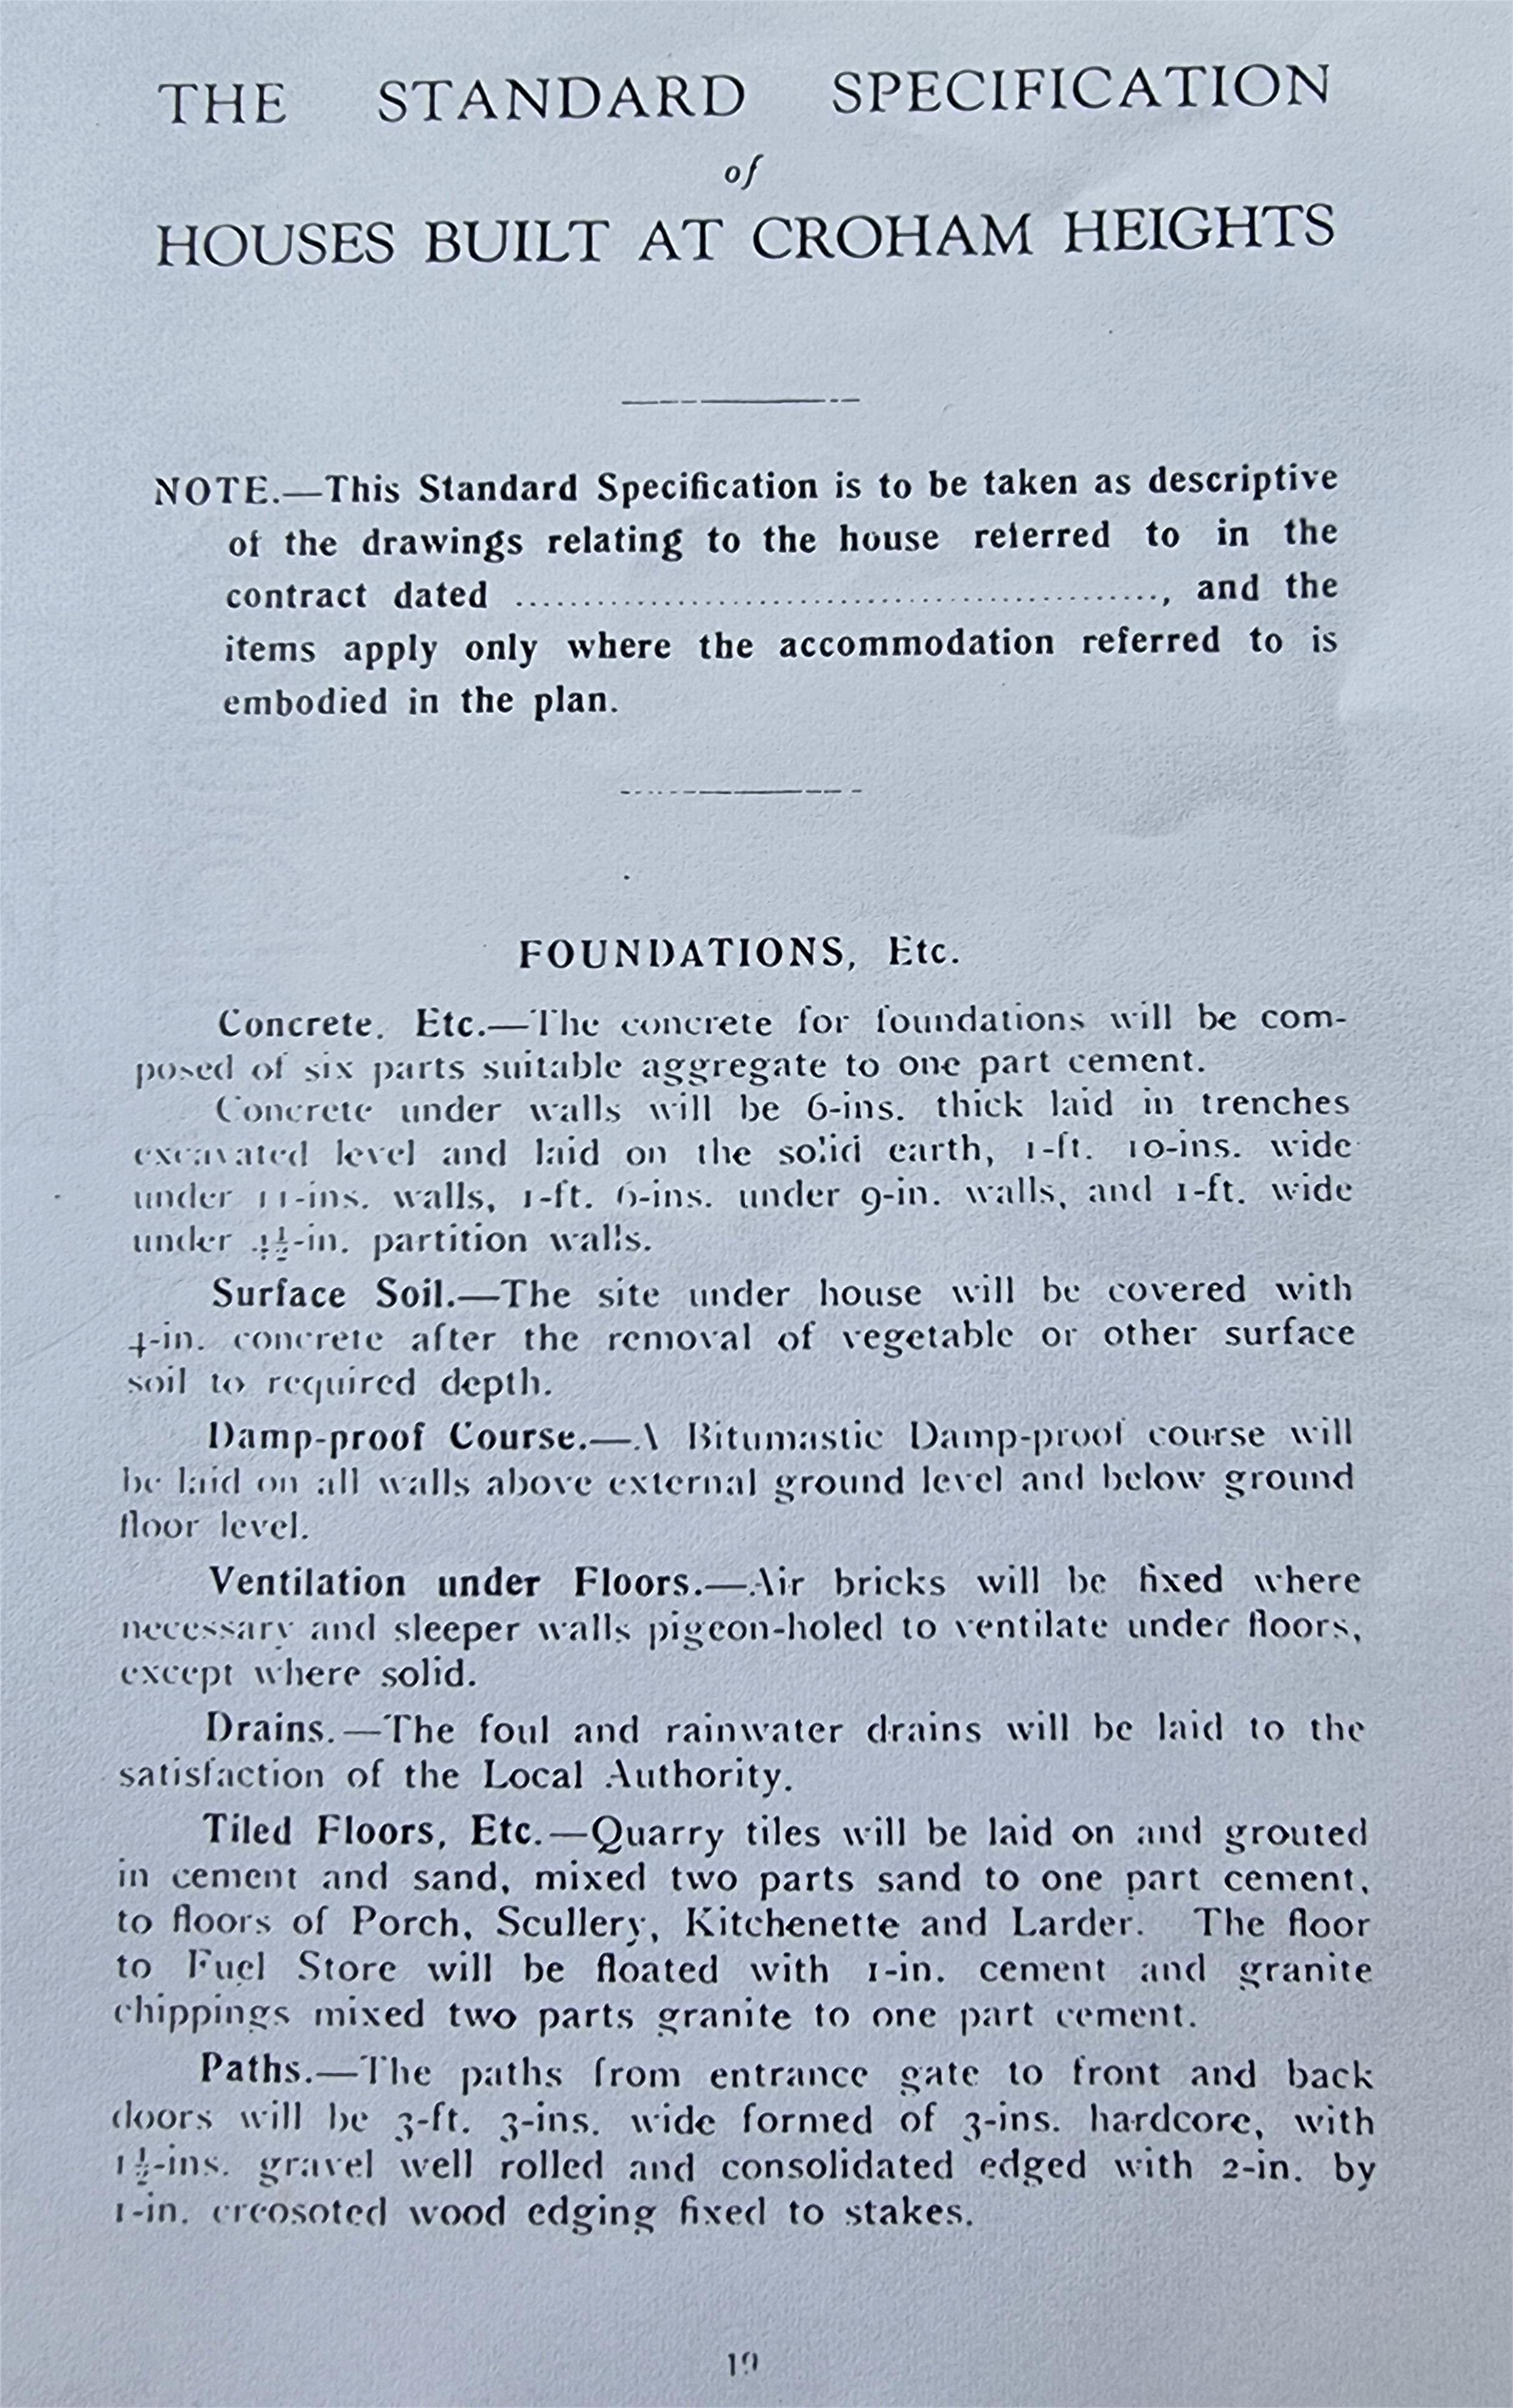 THE STANDARD SPECIFICATION
of
HOUSES BUILT AT CROHAM HEIGHTS
NOTE.—This Standard Specification is to be taken as descriptive
of the drawings relating to the house referred to in the
contract dated ................................................, and the
items apply only where the accommodation referred to is
embodied in the plan.
FOUNDATIONS, Etc.
Concrete, Etc.—The concrete for foundations will be com-
posed of six parts suitable aggregate to one part cement.
Concrete under walls will be 6-ins. thick laid in trenches
excavated level and laid on the solid earth, 1-ft. 10-ins. wide
under 11-ins. walls, 1-ft. 6-ins. under 9-in. walls, and 1-ft. wide
under 4½-in. partition walls.
Surface Soil.—The site under house will be covered with
4-in. concrete after the removal of vegetable or other surface
soil to required depth.
Damp-proof Course.—A Bitumastic Damp-proof course will
be laid on all walls above external ground level and below ground
floor level.
Ventilation under Floors.—Air bricks will be fixed where
necessary and sleeper walls pigeon-holed to ventilate under floors,
except where solid.
Drains.—The foul and rainwater drains will be laid to the
satisfaction of the Local Authority.
Tiled Floors, Etc.—Quarry tiles will be laid on and grouted
in cement and sand, mixed two parts sand to one part cement,
to floors of Porch, Scullery, Kitchenette and Larder. The floor
to Fuel Store will be floated with 1-in. cement and granite
chippings mixed two parts granite to one part cement.
Paths.—The paths from entrance gate to front and back
doors will be 3-ft. 3-ins. wide formed of 3-ins. hardcore, with
1½-ins. gravel well rolled and consolidated edged with 2-in. by
1-in. creosoted wood edging fixed to stakes.
19